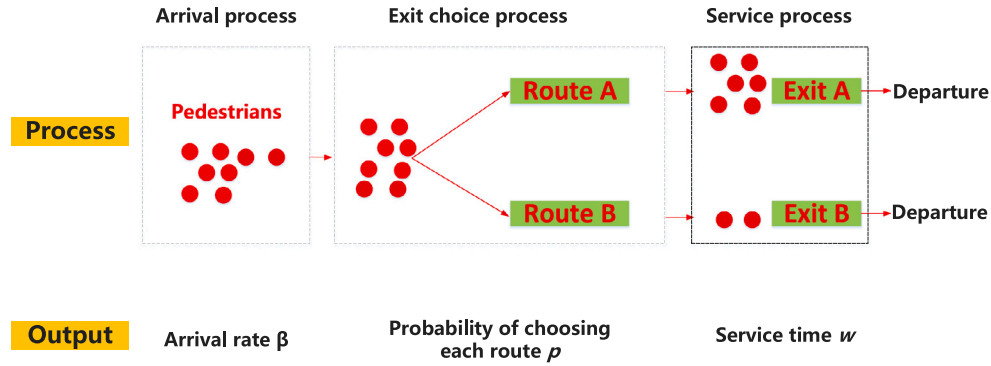 Arrival process
Exit choice process
Service process
Process
Pedestrians
Route A
Exit A
Departure
Route B
Exit B
Departure
Output
Arrival rate β
Probability of choosing
each route p
Service time w